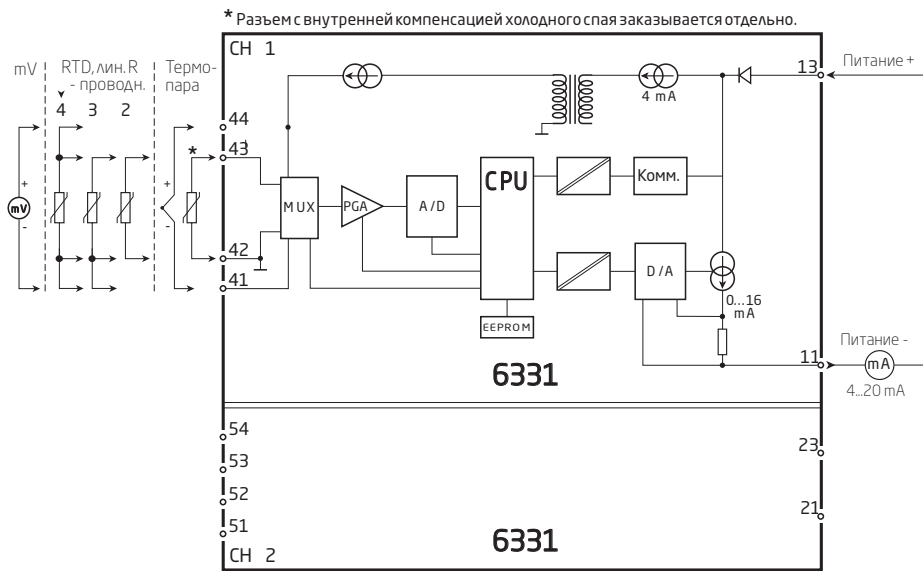 * Разъем с внутренней компенсацией холодного спая заказывается отдельно.
CH 1
mV
RTD, лин. R
- проводн.
4 3 2
Термо-
пара
44
43
*
42
41
+
mV
-
+
-
MUX
PGA
A/D
CPU
EEPROM
4 mA
Комм.
D/A
0...16
mA
13
Питание +
11
Питание -
mA
4...20 mA
6331
54
53
52
51
23
21
CH 2
6331